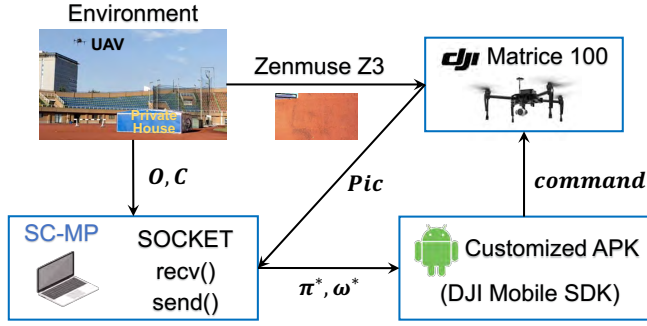 Environment
UAV
Private
House
Zenmuse Z3
dji Matrice 100
O, C
Pic
command
SC-MP
SOCKET
recv()
send()
π*, ω*
Customized APK
(DJI Mobile SDK)